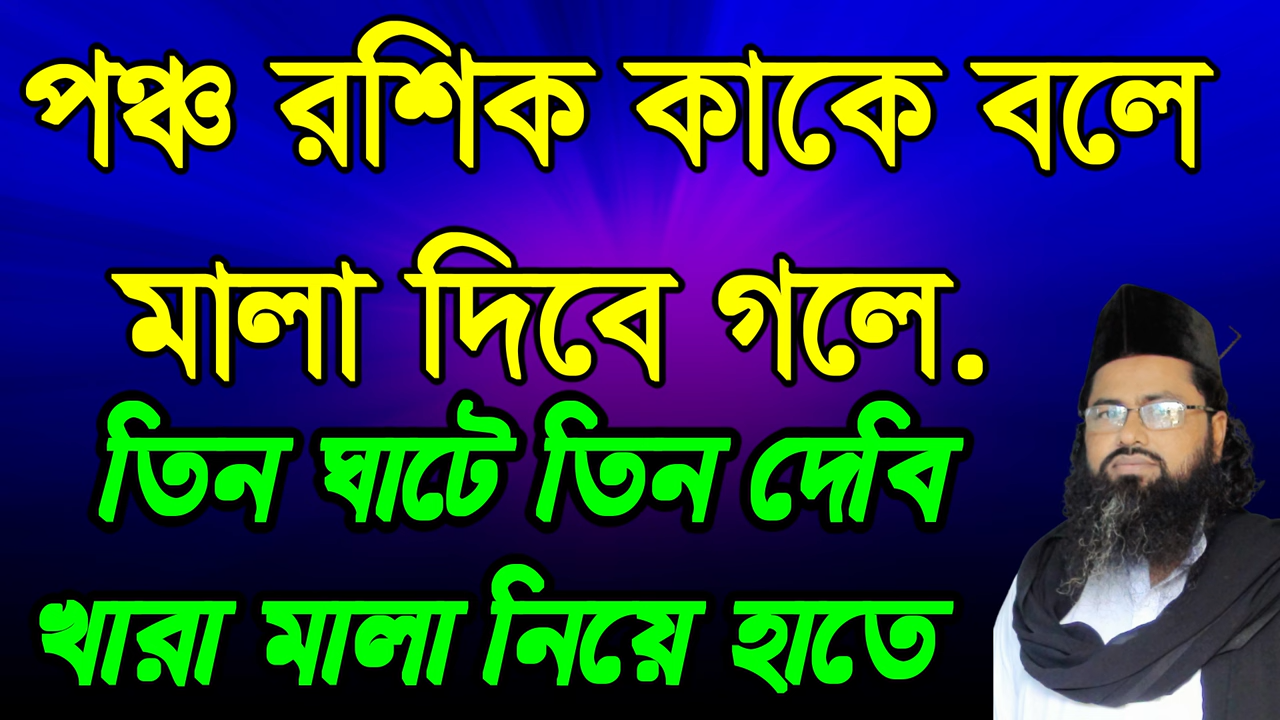 পঞ্চ রশিক কাকে বলে
মালা দিবে গলে.
তিন ঘাটে তিন দেবি
খারা মালা নিয়ে হাতে